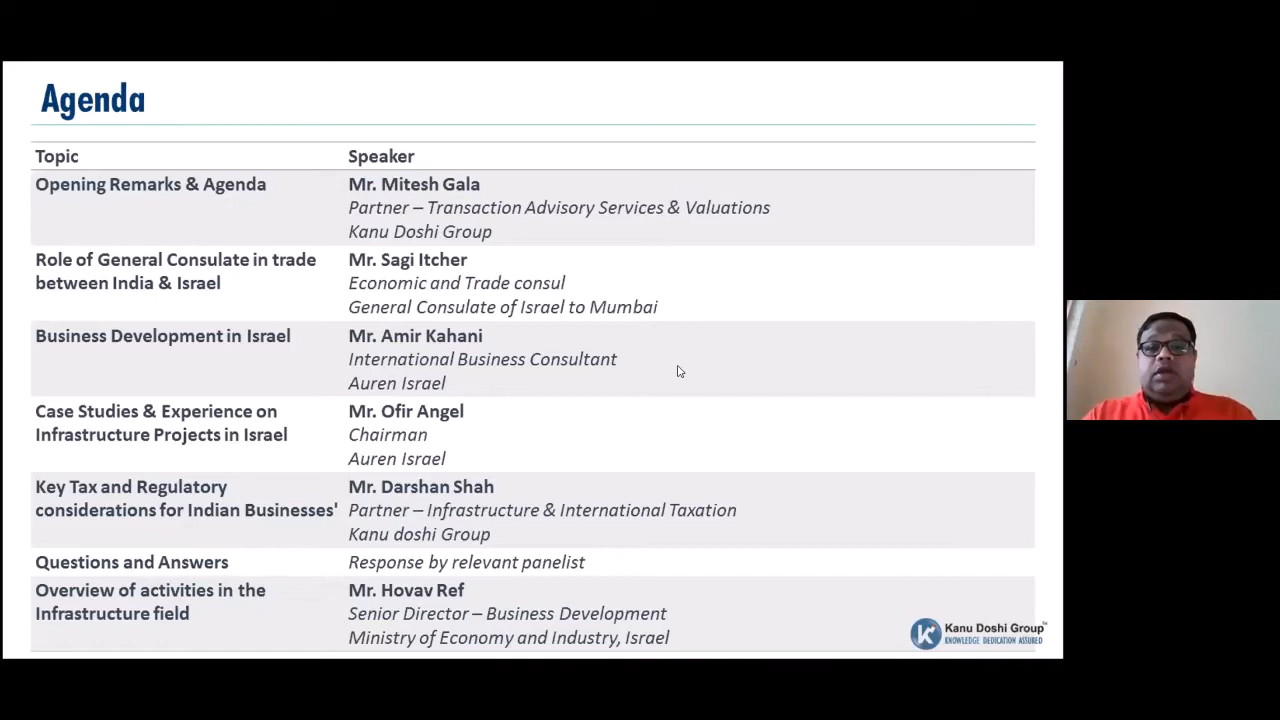 Agenda
Topic Speaker
Opening Remarks & Agenda Mr. Mitesh Gala
Partner – Transaction Advisory Services & Valuations
Kanu Doshi Group
Role of General Consulate in trade Mr. Sagi Itcher
between India & Israel Economic and Trade consul
General Consulate of Israel to Mumbai
Business Development in Israel Mr. Amir Kahani
International Business Consultant
Auren Israel
Case Studies & Experience on Mr. Ofir Angel
Infrastructure Projects in Israel Chairman
Auren Israel
Key Tax and Regulatory Mr. Darshan Shah
considerations for Indian Businesses' Partner – Infrastructure & International Taxation
Kanu doshi Group
Questions and Answers Response by relevant panelist
Overview of activities in the Mr. Hovav Ref
Infrastructure field Senior Director – Business Development
Ministry of Economy and Industry, Israel
Kanu Doshi Group™
KNOWLEDGE DEDICATION ASSURED